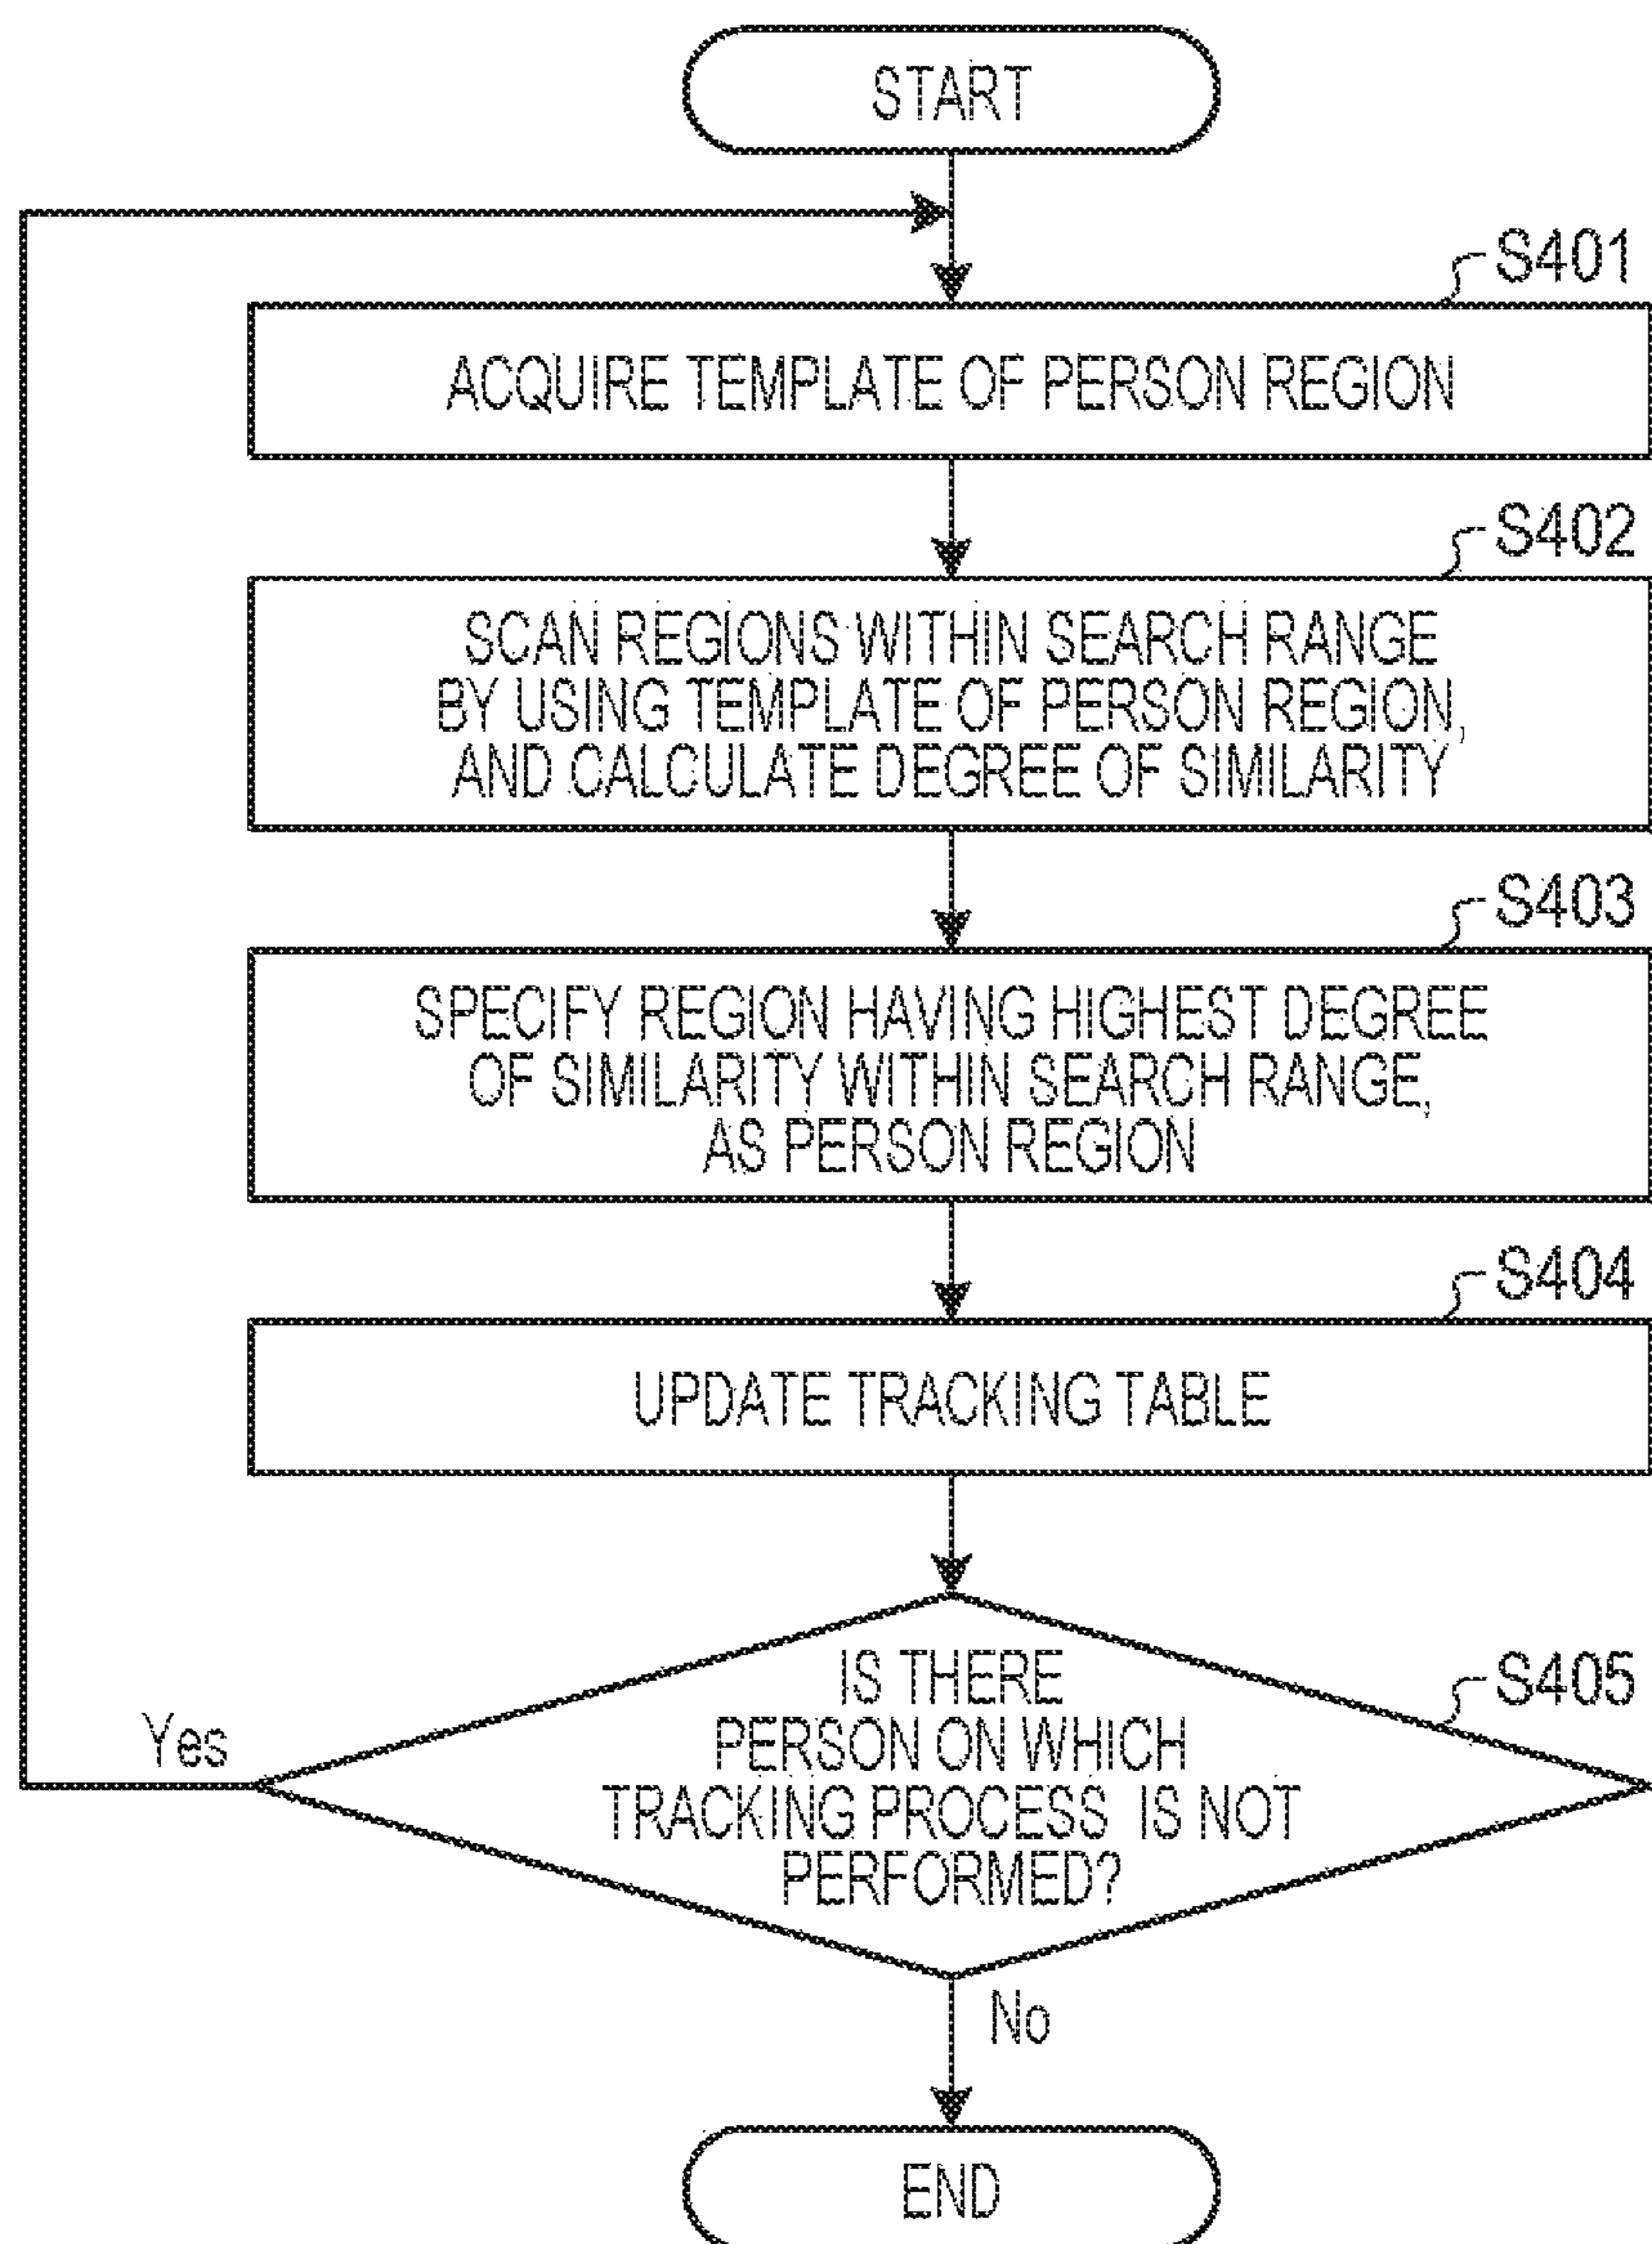 START
S401
ACQUIRE TEMPLATE OF PERSON REGION
S402
SCAN REGIONS WITHIN SEARCH RANGE
BY USING TEMPLATE OF PERSON REGION,
AND CALCULATE DEGREE OF SIMILARITY
S403
SPECIFY REGION HAVING HIGHEST DEGREE
OF SIMILARITY WITHIN SEARCH RANGE,
AS PERSON REGION
S404
UPDATE TRACKING TABLE
S405
IS THERE
PERSON ON WHICH
TRACKING PROCESS IS NOT
PERFORMED?
Yes
No
END